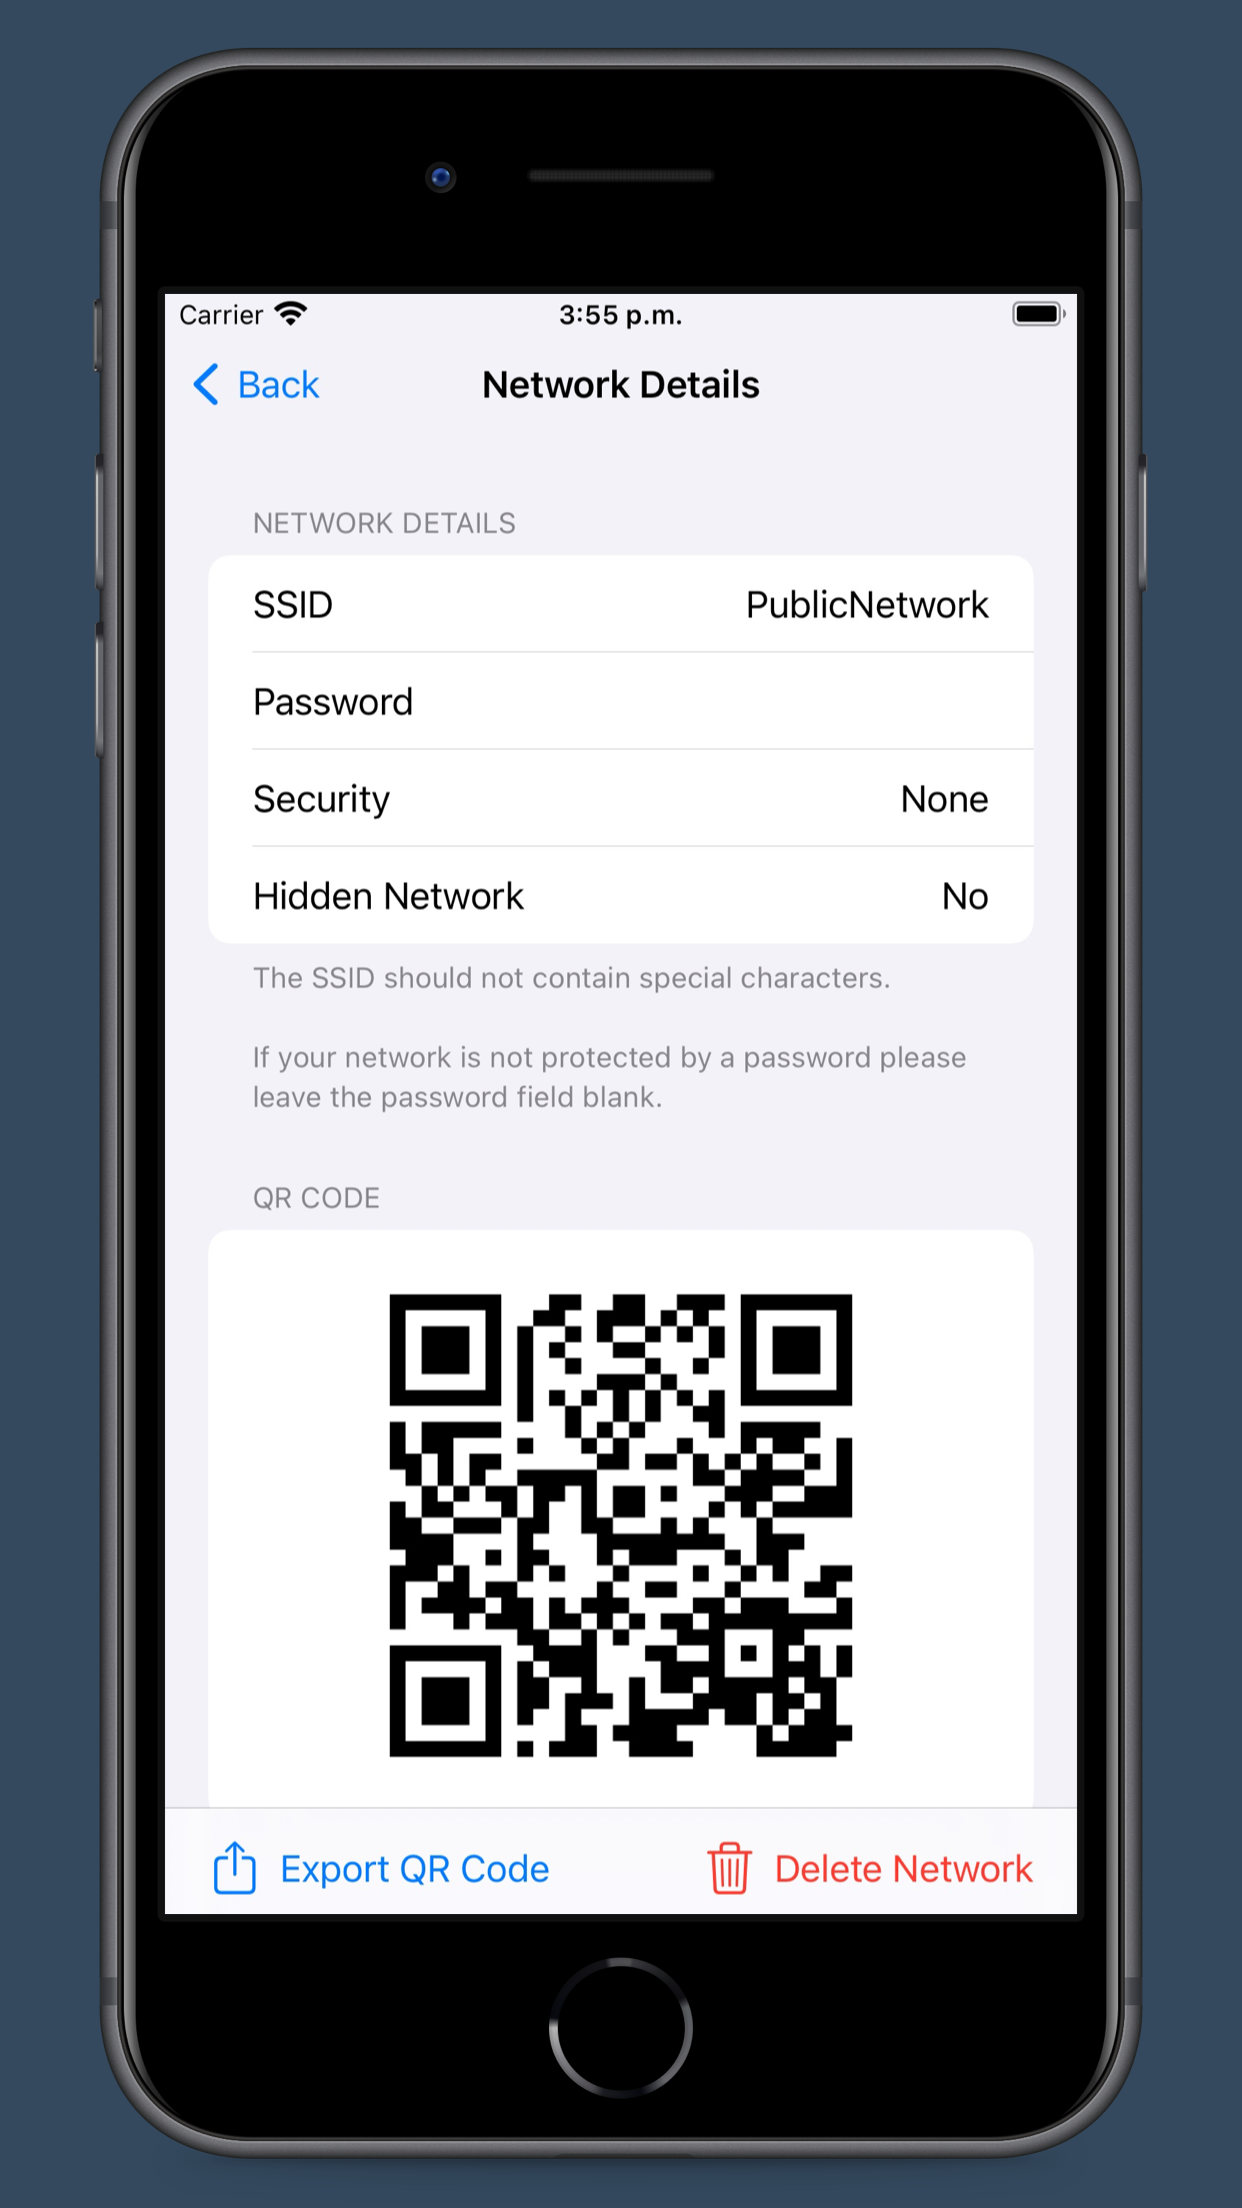 Carrier 3:55 p.m.
Back Network Details
NETWORK DETAILS
SSID PublicNetwork
Password
Security None
Hidden Network No
The SSID should not contain special characters.
If your network is not protected by a password please
leave the password field blank.
QR CODE
Export QR Code Delete Network